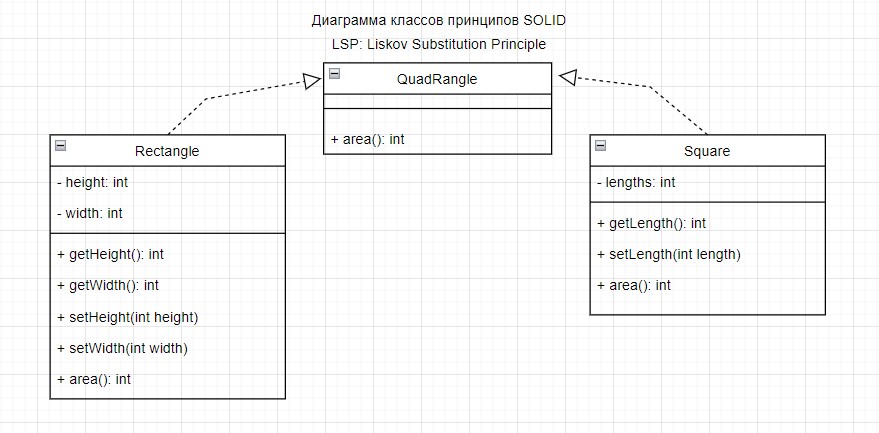 Диаграмма классов принципов SOLID
LSP: Liskov Substitution Principle
QuadRangle
+ area(): int
Rectangle
- height: int
- width: int
+ getHeight(): int
+ getWidth(): int
+ setHeight(int height)
+ setWidth(int width)
+ area(): int
Square
- lengths: int
+ getLength(): int
+ setLength(int length)
+ area(): int